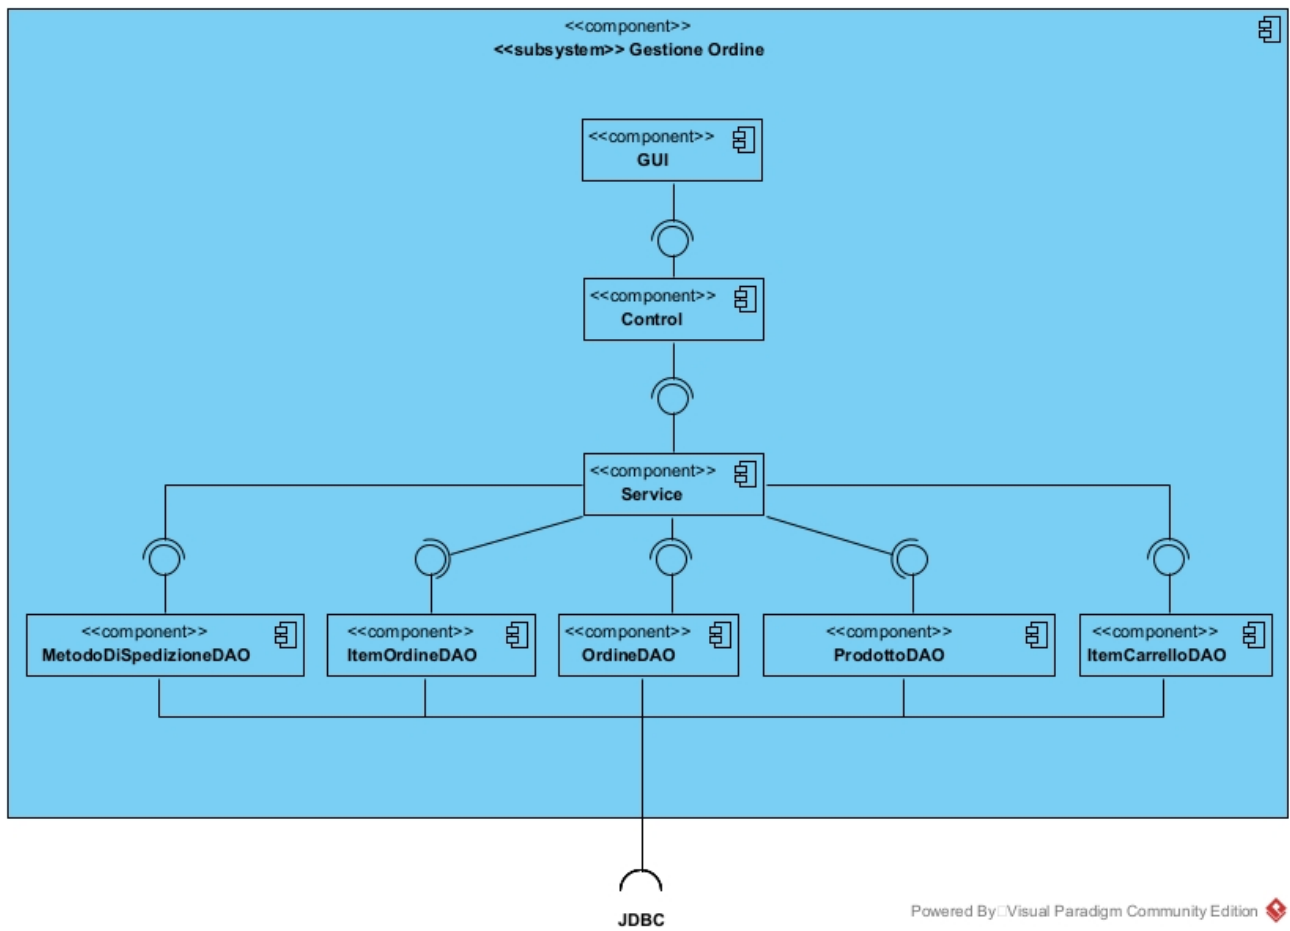 <<component>>
<<subsystem>> Gestione Ordine
<<component>>
GUI
<<component>>
Control
<<component>>
Service
<<component>>
MetodoDiSpedizioneDAO
<<component>>
ItemOrdineDAO
<<component>>
OrdineDAO
<<component>>
ProdottoDAO
<<component>>
ItemCarrelloDAO
JDBC
Powered By Visual Paradigm Community Edition